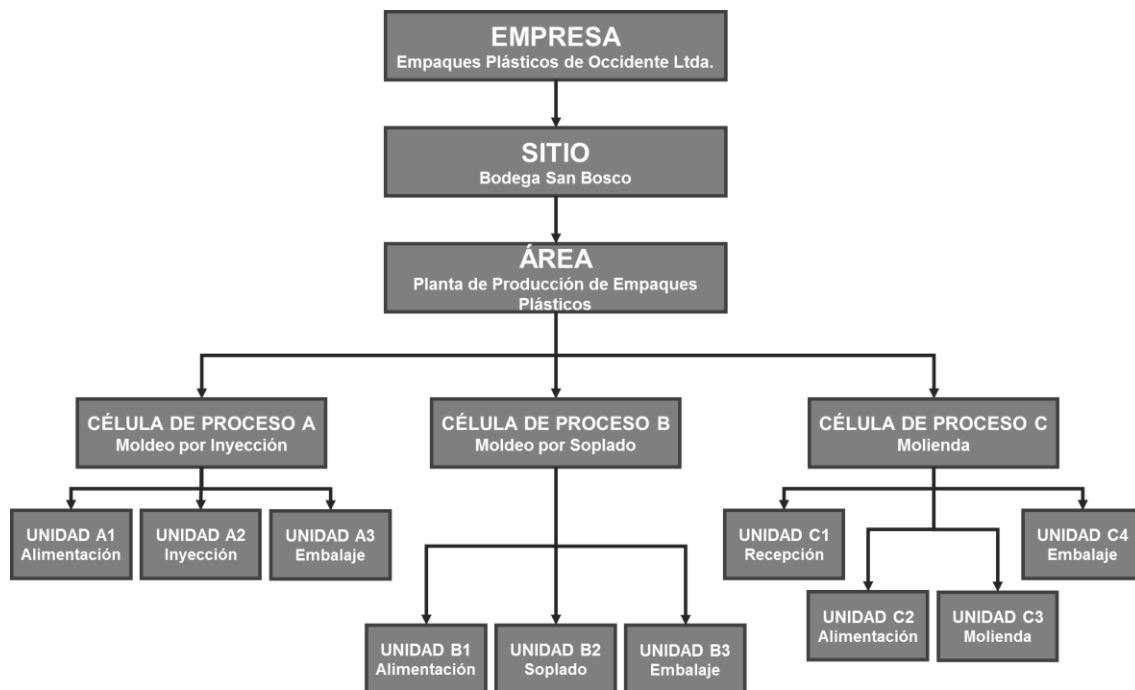 EMPRESA
Empaques Plásticos de Occidente Ltda.
SITIO
Bodega San Bosco
ÁREA
Planta de Producción de Empaques
Plásticos
CÉLULA DE PROCESO A
Moldeo por Inyección
CÉLULA DE PROCESO B
Moldeo por Soplado
CÉLULA DE PROCESO C
Molienda
UNIDAD A1
Alimentación
UNIDAD A2
Inyección
UNIDAD A3
Embalaje
UNIDAD B1
Alimentación
UNIDAD B2
Soplado
UNIDAD B3
Embalaje
UNIDAD C1
Recepción
UNIDAD C2
Alimentación
UNIDAD C3
Molienda
UNIDAD C4
Embalaje